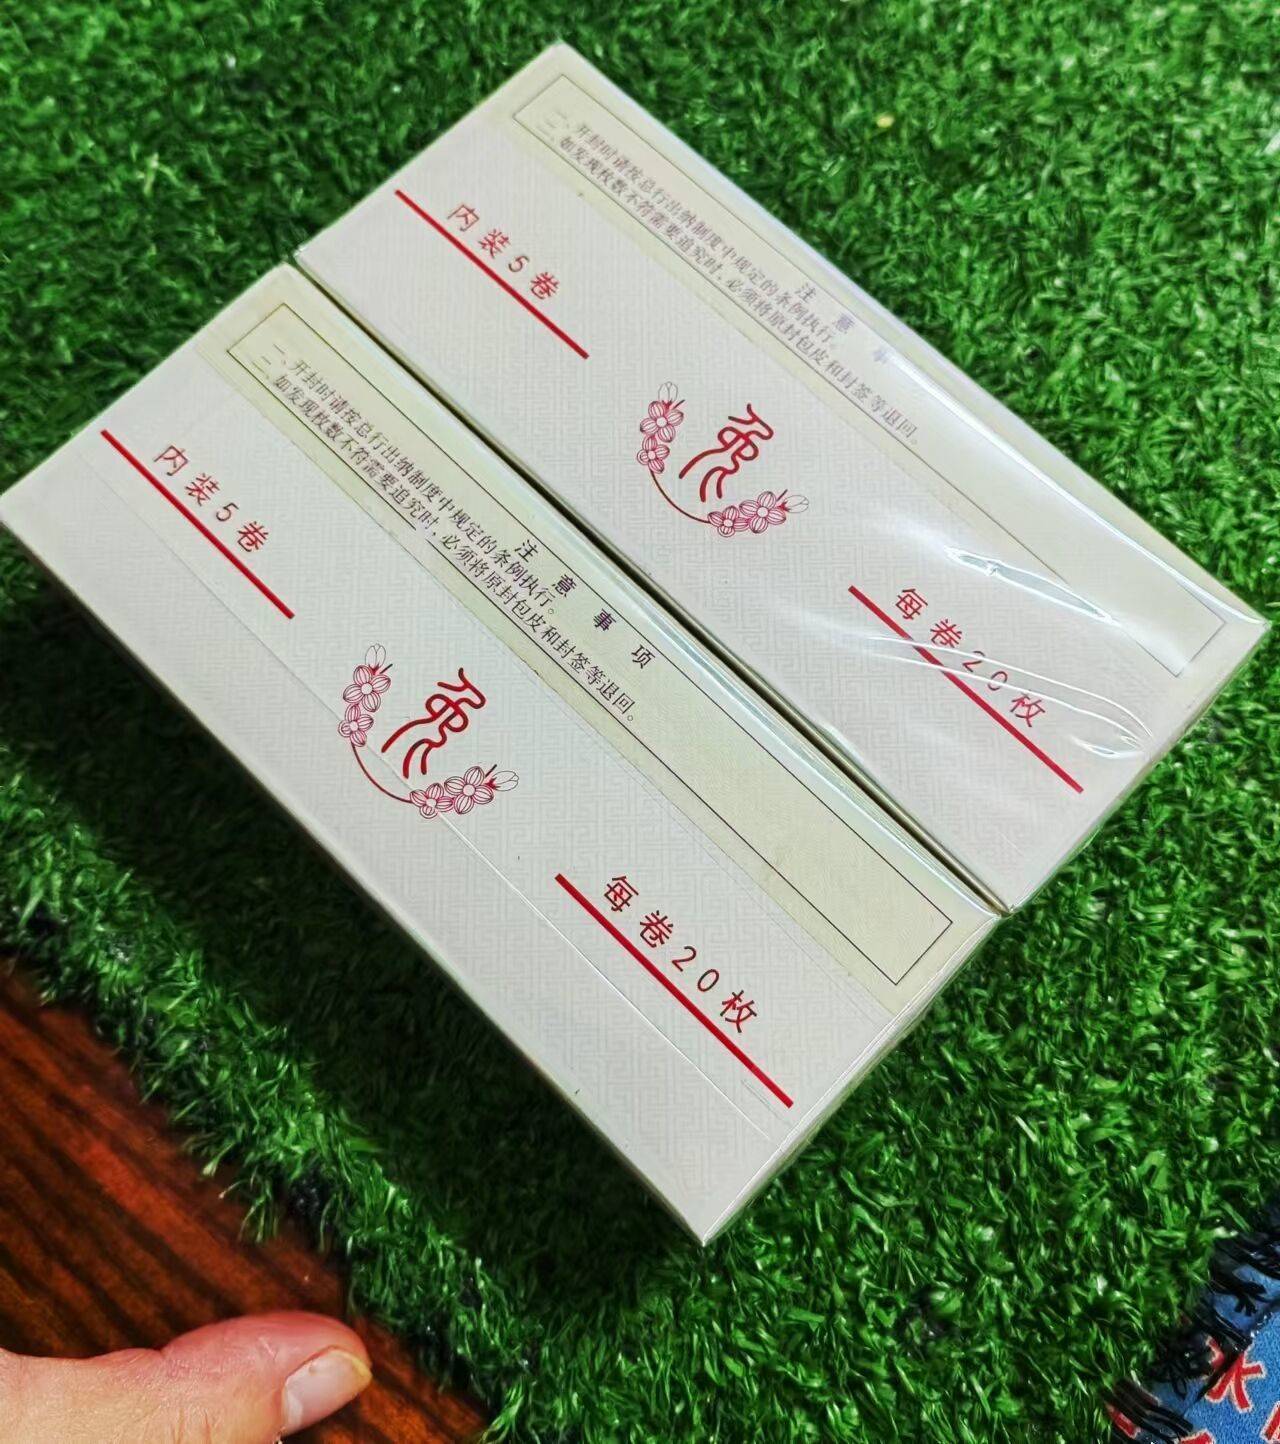 注意事
一、开封时请按总行出纳制度中规定的条例执行。
二、如发现枚数不符需要追究时，必须将原封包皮和封签等退回。
内装5卷
每卷20枚
注意事项
一、开封时请按总行出纳制度中规定的条例执行。
二、如发现枚数不符需要追究时，必须将原封包皮和封签等退回。
内装5卷
每卷20枚
水